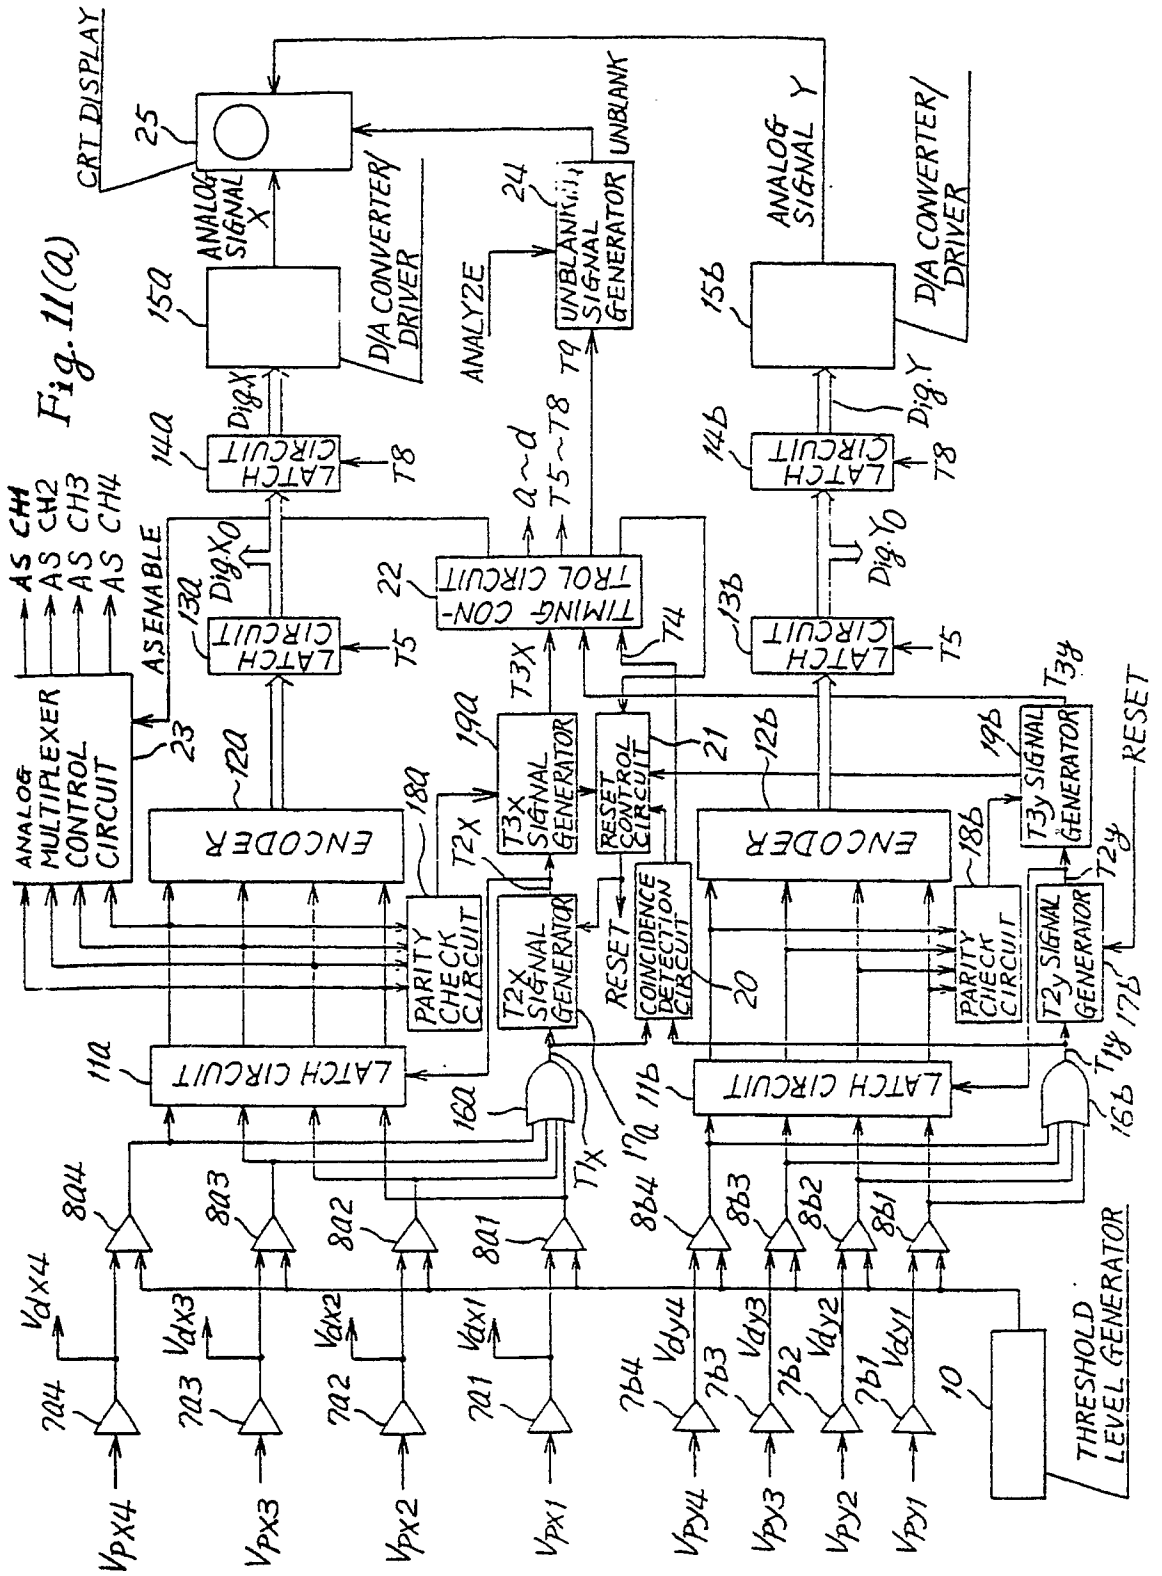 Fig. 11(a)
CRT DISPLAY
25
ANALOG
SIGNAL
X
15a
D/A CONVERTER/
DRIVER
Dig.X
14a
LATCH
CIRCUIT
T8
AS CH1
AS CH2
AS CH3
AS CH4
ASENABLE
Dig.X0
13a
LATCH
CIRCUIT
T5
ANALOG
MULTIPLEXER
CONTROL
CIRCUIT
23
12a
ENCODER
18a
PARITY
CHECK
CIRCUIT
11a
LATCH CIRCUIT
16a
T1x
17a
T2x
SIGNAL
GENERATOR
T2x
19a
T3x
SIGNAL
GENERATOR
T3x
22
TIMING CON-
TROL CIRCUIT
a~d
T5~T8
T9
T4
ANALYZE
24
UNBLANK
SIGNAL
GENERATOR
UNBLANK
RESET
CONTROL
CIRCUIT
21
RESET
COINCIDENCE
DETECTION
CIRCUIT
20
ANALOG
SIGNAL Y
15b
D/A CONVERTER/
DRIVER
Dig.Y
14b
LATCH
CIRCUIT
T8
Dig.Y0
13b
LATCH
CIRCUIT
T5
12b
ENCODER
18b
PARITY
CHECK
CIRCUIT
11b
LATCH CIRCUIT
16b
T1y
17b
T2y SIGNAL
GENERATOR
T2y
19b
T3y SIGNAL
GENERATOR
T3y
RESET
8a4
8a3
8a2
8a1
8b4
8b3
8b2
8b1
Vdx4
Vdx3
Vdx2
Vdx1
Vdy4
Vdy3
Vdy2
Vdy1
7a4
7a3
7a2
7a1
7b4
7b3
7b2
7b1
VPX4
VPX3
VPX2
VPX1
VPy4
VPy3
VPy2
VPy1
10
THRESHOLD
LEVEL GENERATOR